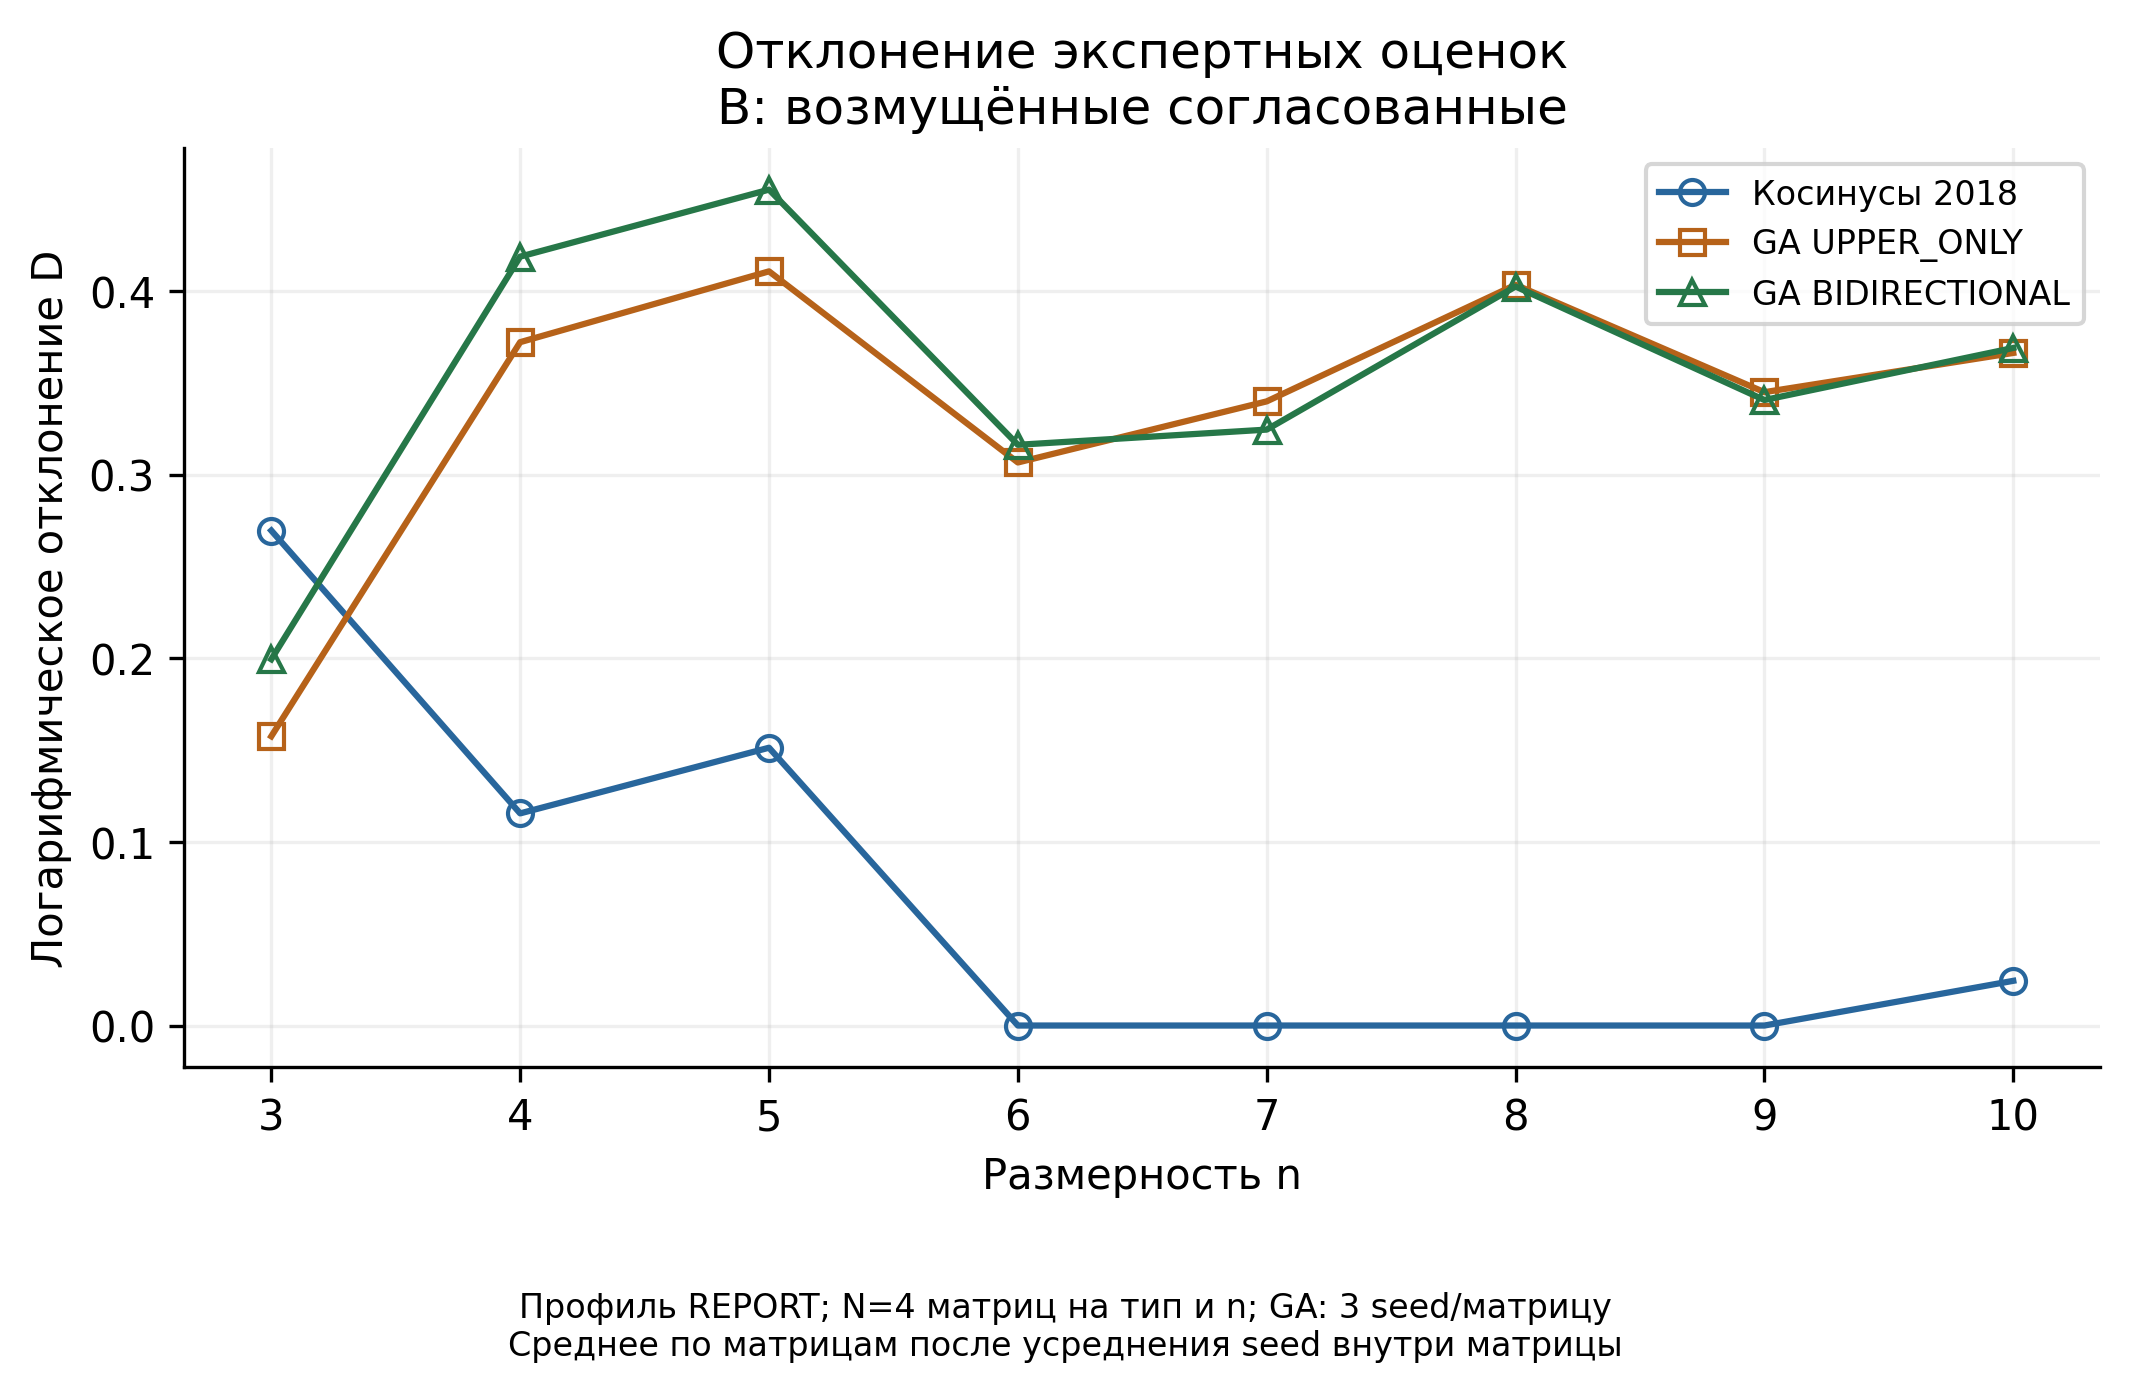 Отклонение экспертных оценок
B: возмущённые согласованные
Логарифмическое отклонение D
0.4
0.3
0.2
0.1
0.0
Косинусы 2018
GA UPPER_ONLY
GA BIDIRECTIONAL
3 4 5 6 7 8 9 10
Размерность n
Профиль REPORT; N=4 матриц на тип и n; GA: 3 seed/матрицу
Среднее по матрицам после усреднения seed внутри матрицы